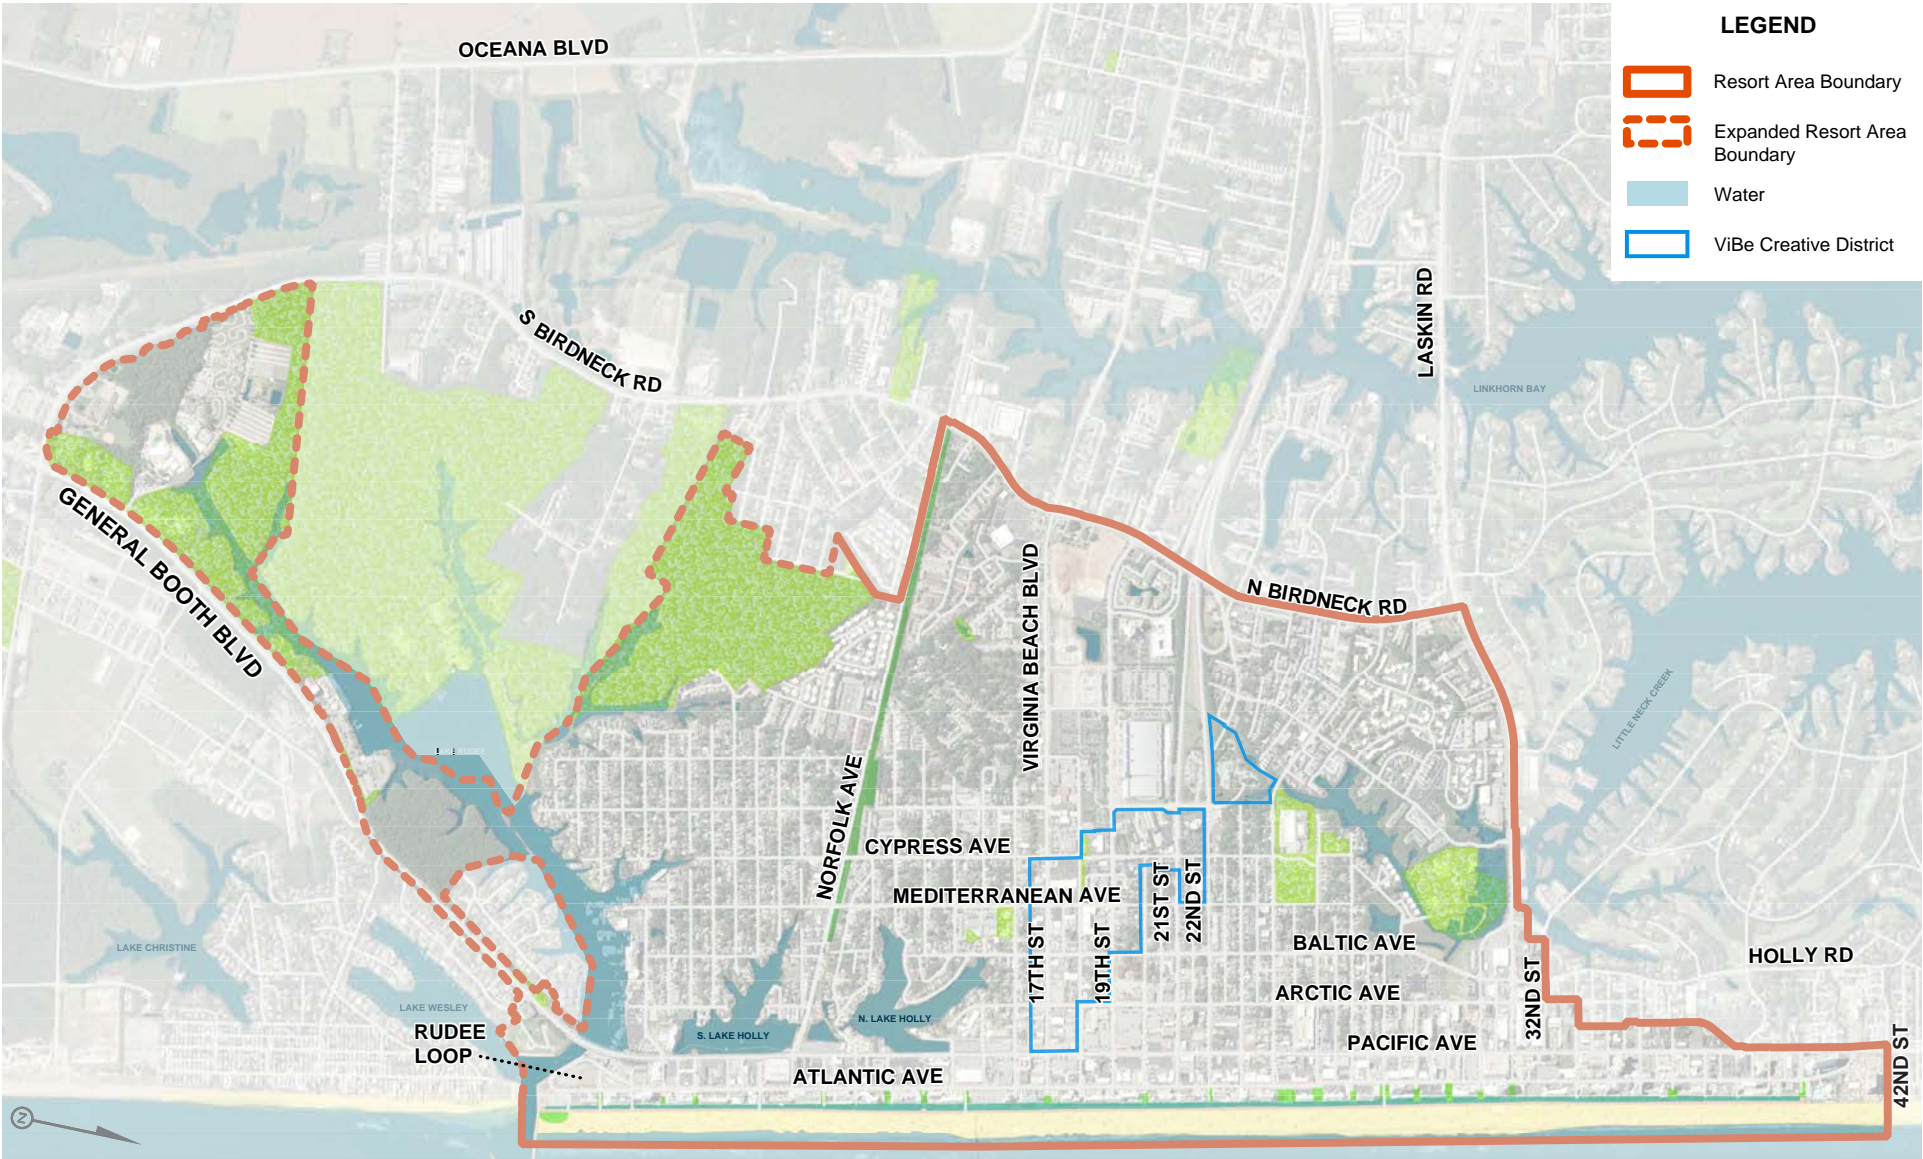 LEGEND
Resort Area Boundary
Expanded Resort Area
Boundary
Water
ViBe Creative District
OCEANA BLVD
S BIRDNECK RD
LASKIN RD
LINKHORN BAY
GENERAL BOOTH BLVD
N BIRDNECK RD
VIRGINIA BEACH BLVD
LITTLE NECK CREEK
NORFOLK AVE
CYPRESS AVE
MEDITERRANEAN AVE
17TH ST
19TH ST
21ST ST
22ND ST
BALTIC AVE
HOLLY RD
LAKE CHRISTINE
ARCTIC AVE
32ND ST
LAKE WESLEY
N. LAKE HOLLY
S. LAKE HOLLY
RUDEE
LOOP
PACIFIC AVE
ATLANTIC AVE
42ND ST
Z